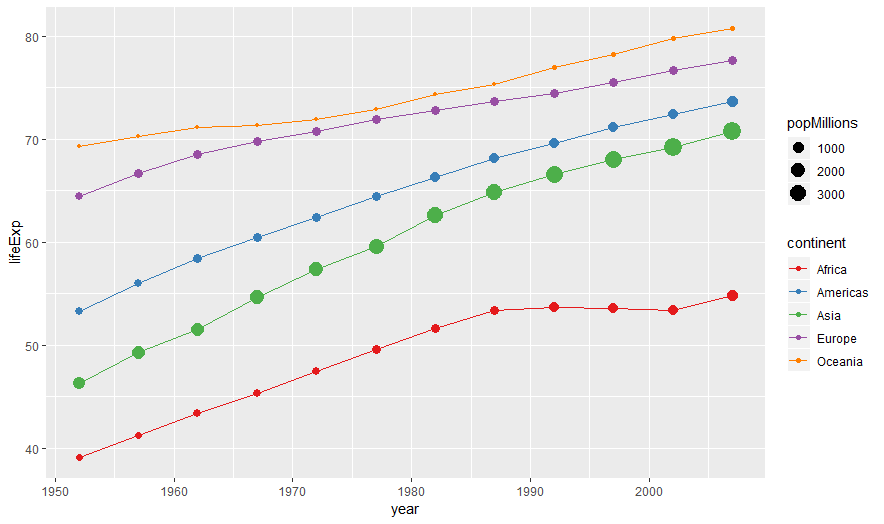 80
70
60
50
40
lifeExp
1950 1960 1970 1980 1990 2000
year
popMillions
1000
2000
3000
continent
Africa
Americas
Asia
Europe
Oceania